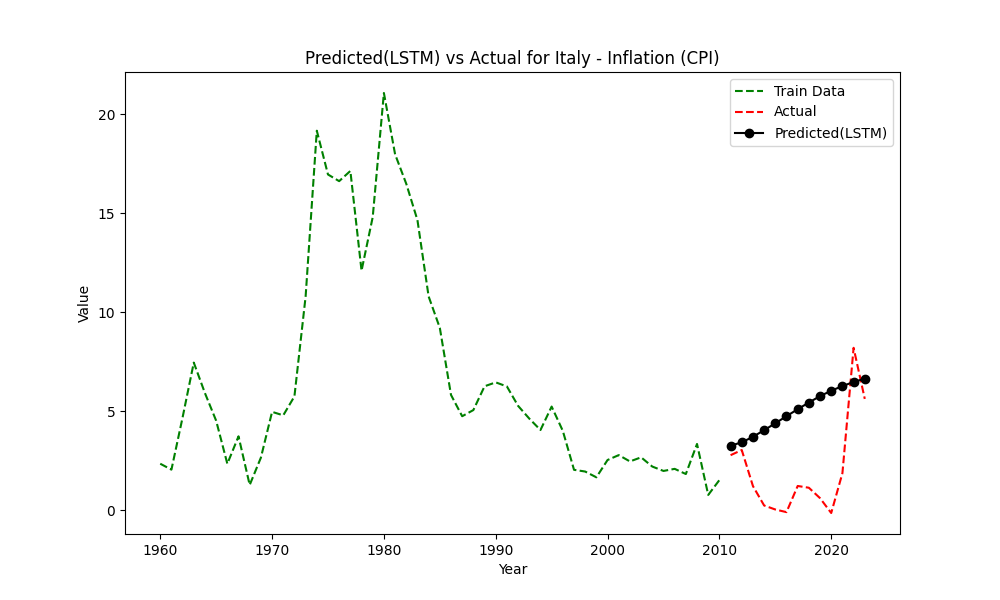 Predicted(LSTM) vs Actual for Italy - Inflation (CPI)
Train Data
Actual
Predicted(LSTM)
Value
20
15
10
5
0
1960 1970 1980 1990 2000 2010 2020
Year